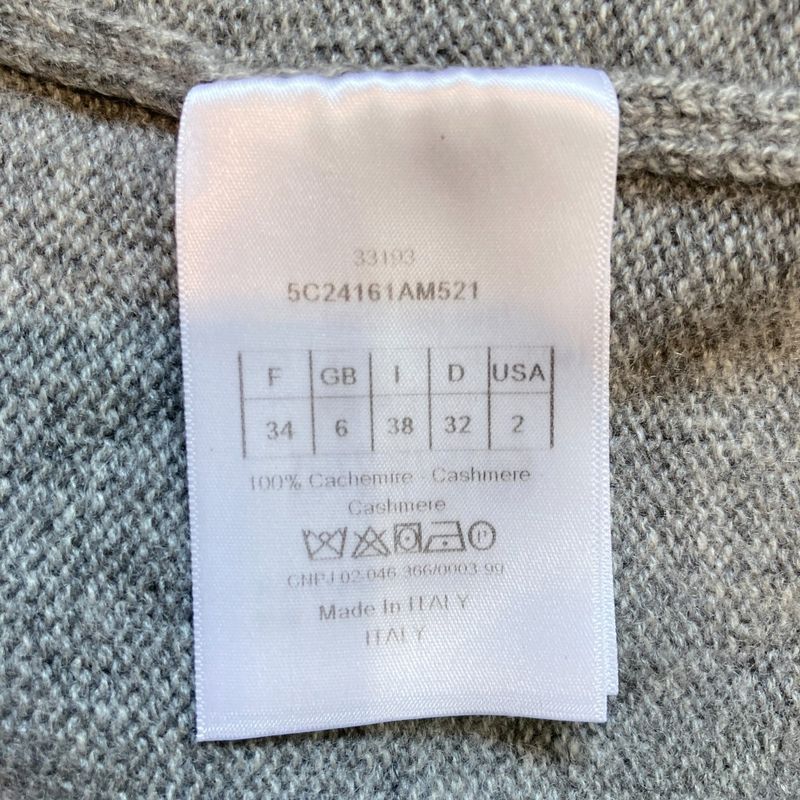 33193
5C24161AM521
F GB I D USA
34 6 38 32 2
100% Cachemire - Cashmere
Cashmere
P
CNPJ 02-046-366/0003-99
Made In ITALY
ITALY